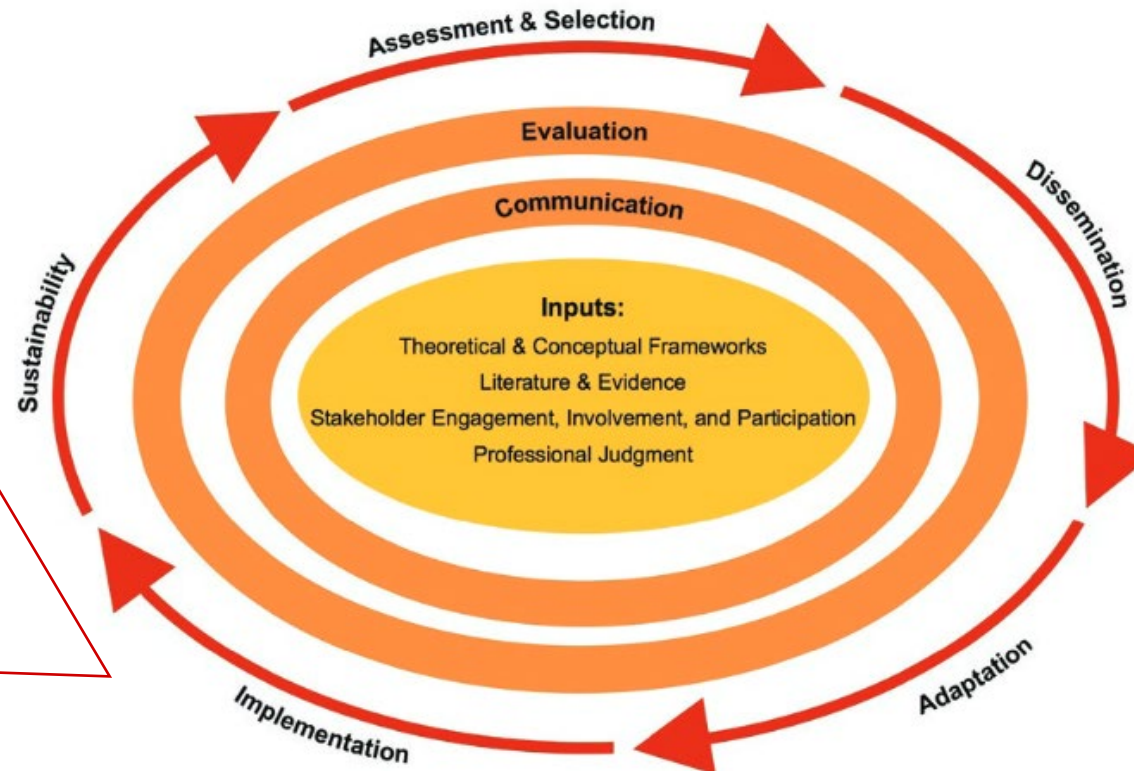 Assessment & Selection
Dissemination
Adaptation
Implementation
Sustainability
Evaluation
Communication
Inputs:
Theoretical & Conceptual Frameworks
Literature & Evidence
Stakeholder Engagement, Involvement, and Participation
Professional Judgment